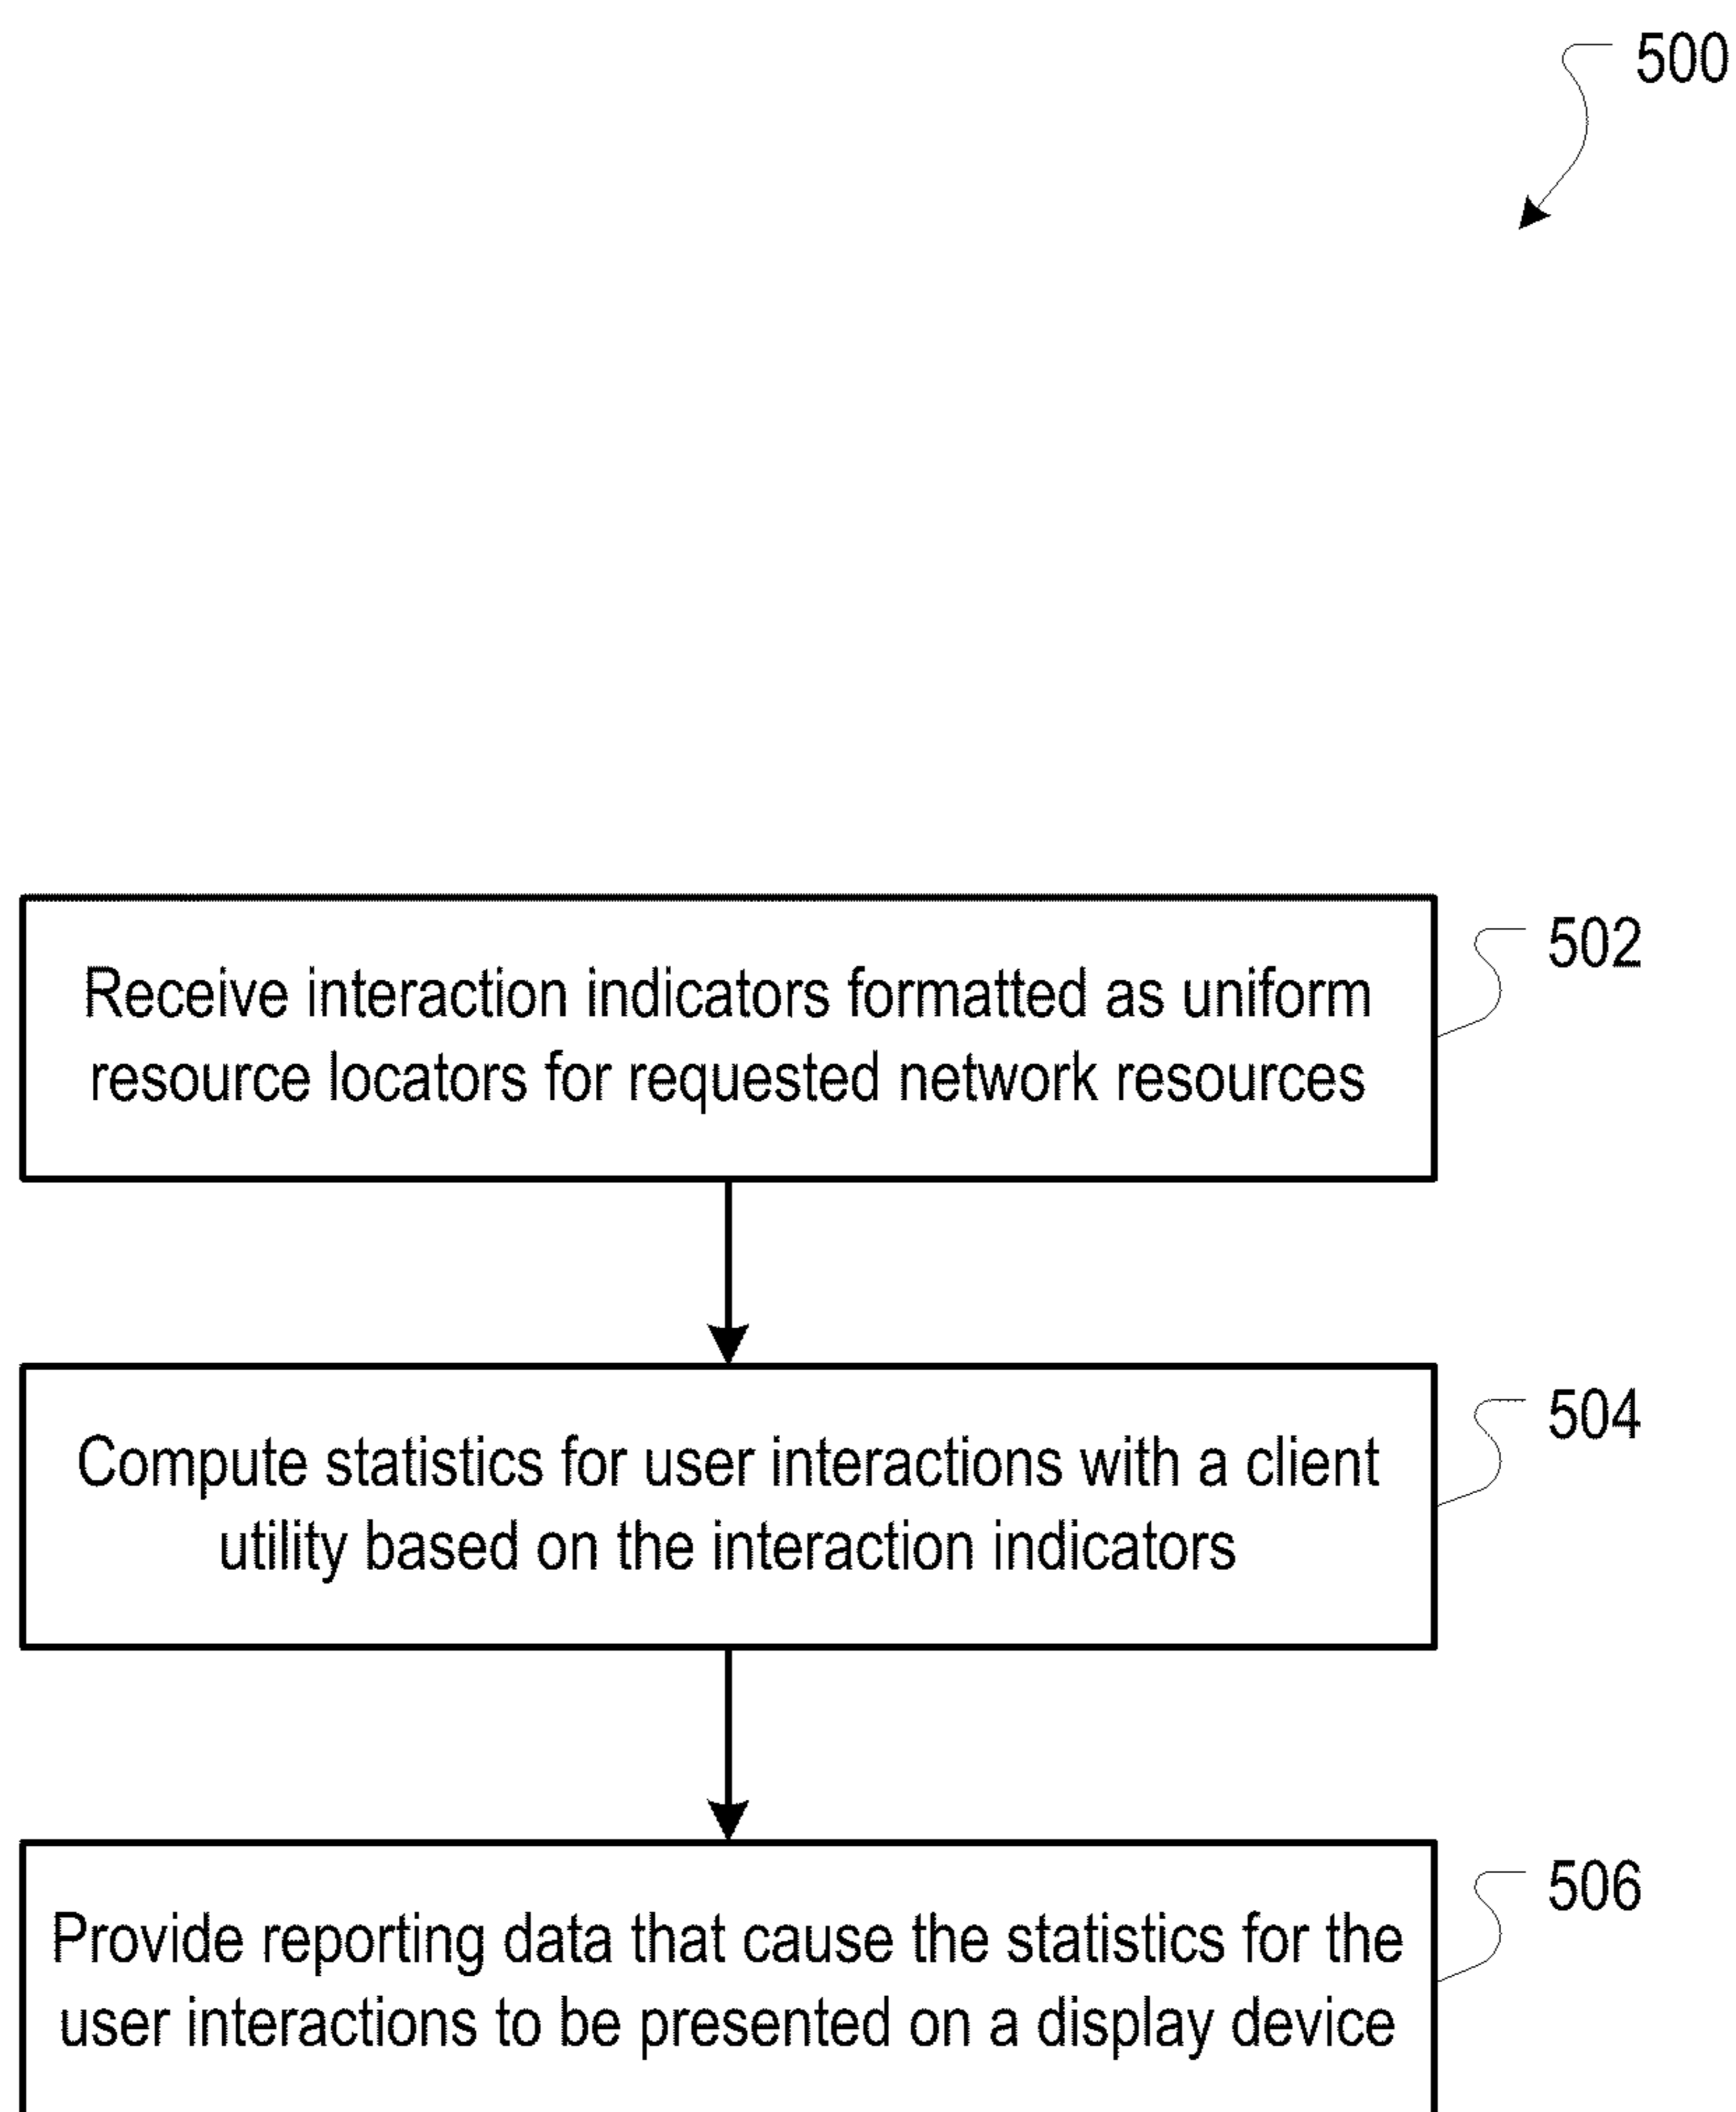 500
Receive interaction indicators formatted as uniform
resource locators for requested network resources
502
Compute statistics for user interactions with a client
utility based on the interaction indicators
504
Provide reporting data that cause the statistics for the
user interactions to be presented on a display device
506